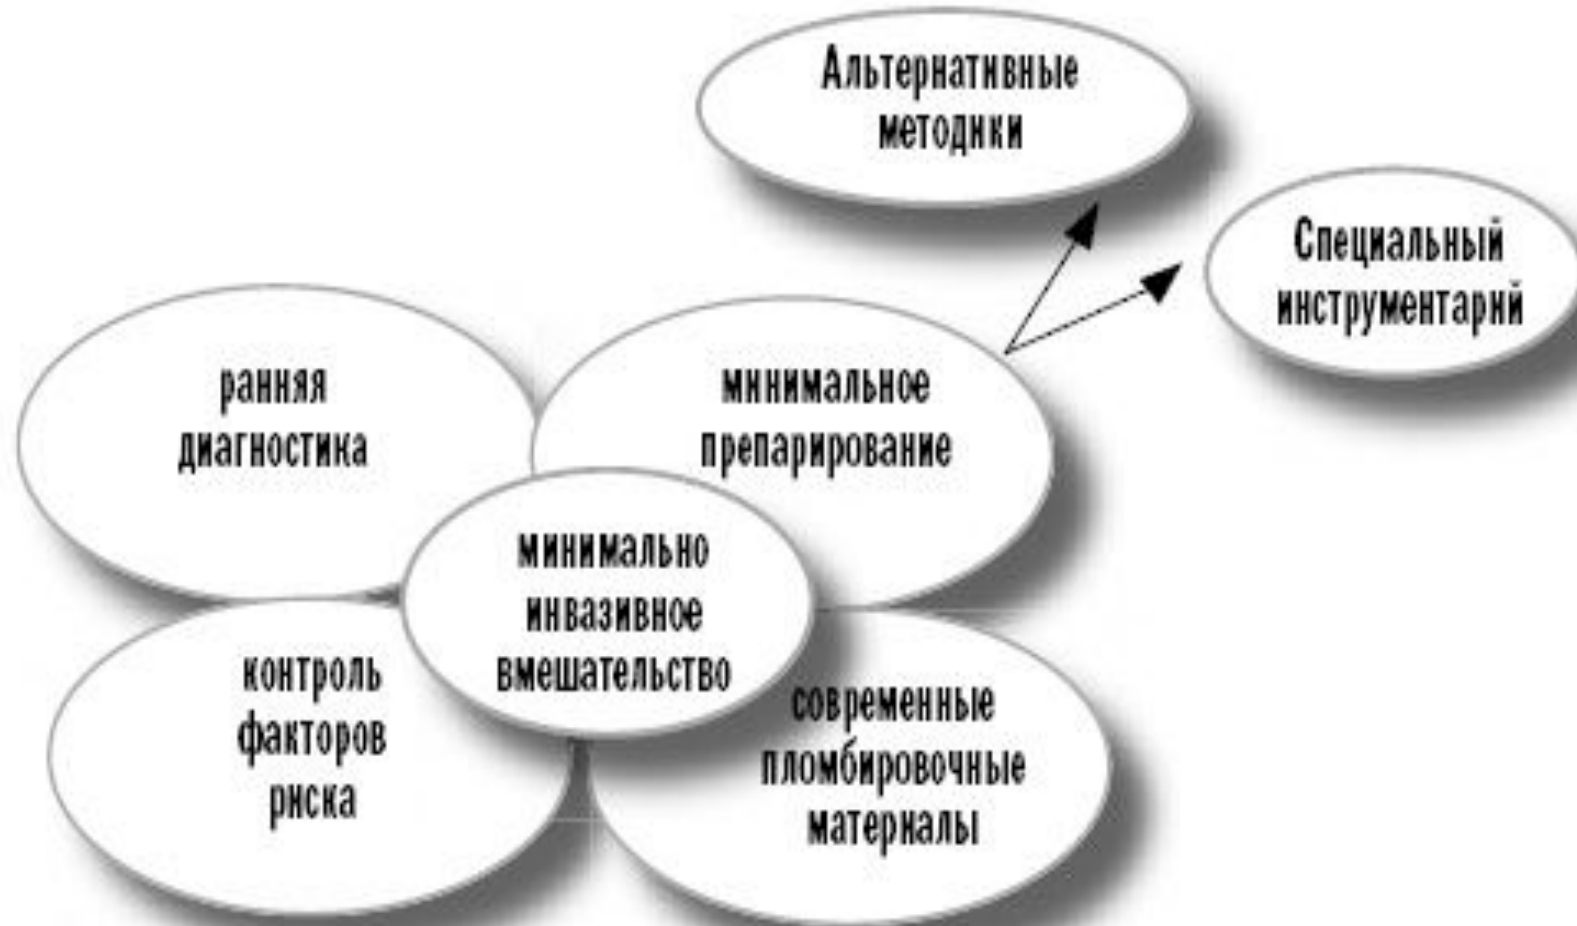 Альтернативные
методики
Специальный
инструментарий
ранняя
диагностика
минимальное
препарирование
минимально
инвазивное
вмешательство
контроль
факторов
риска
современные
пломбировочные
материалы